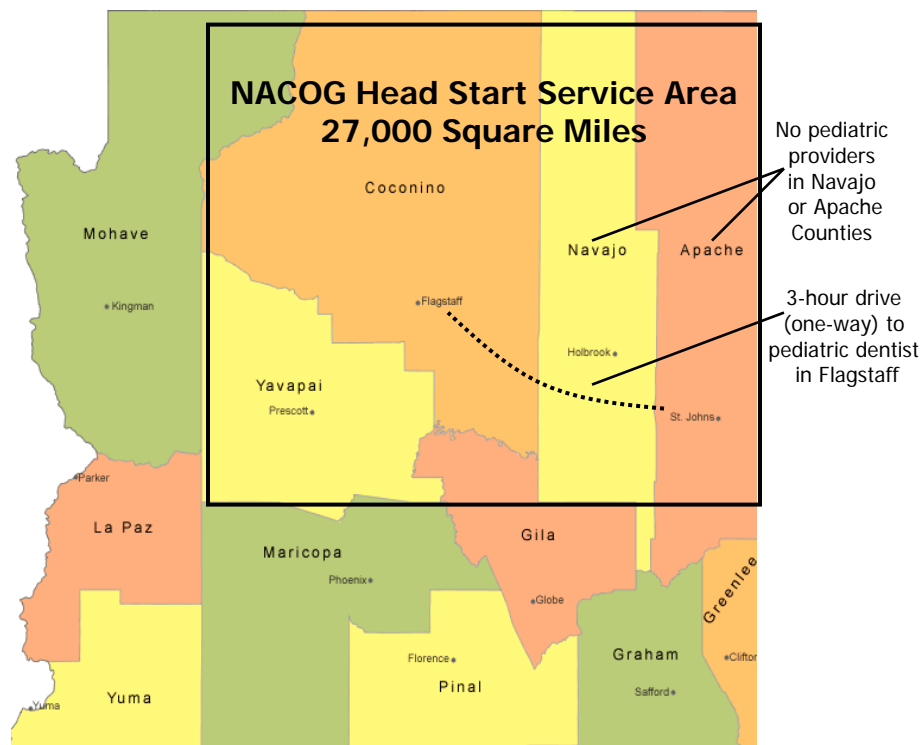 NACOG Head Start Service Area
27,000 Square Miles
No pediatric
providers
in Navajo
or Apache
Counties
Coconino
Mohave
Navajo
Apache
Kingman
Flagstaff
3-hour drive
(one-way) to
pediatric dentist
in Flagstaff
Holbrook
Yavapai
Prescott
St. Johns
Parker
La Paz
Maricopa
Gila
Phoenix
Globe
Greenlee
Florence
Graham
Clifton
Pinal
Safford
Yuma
Yuma